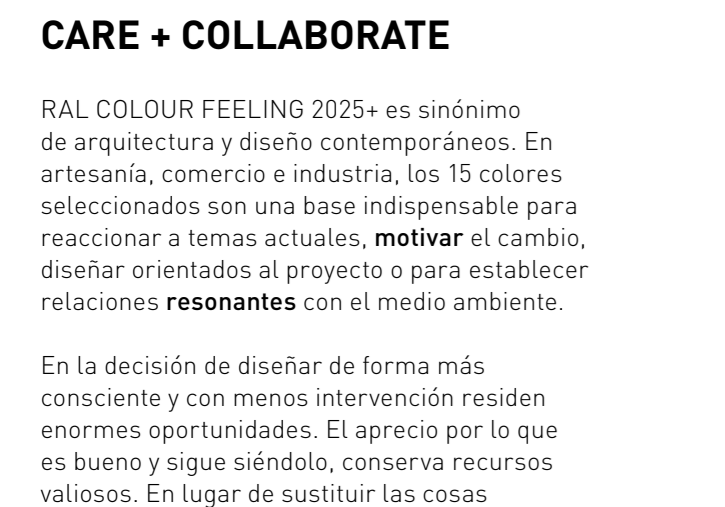 CARE + COLLABORATE
RAL COLOUR FEELING 2025+ es sinónimo
de arquitectura y diseño contemporáneos. En
artesanía, comercio e industria, los 15 colores
seleccionados son una base indispensable para
reaccionar a temas actuales, motivar el cambio,
diseñar orientados al proyecto o para establecer
relaciones resonantes con el medio ambiente.
En la decisión de diseñar de forma más
consciente y con menos intervención residen
enormes oportunidades. El aprecio por lo que
es bueno y sigue siéndolo, conserva recursos
valiosos. En lugar de sustituir las cosas